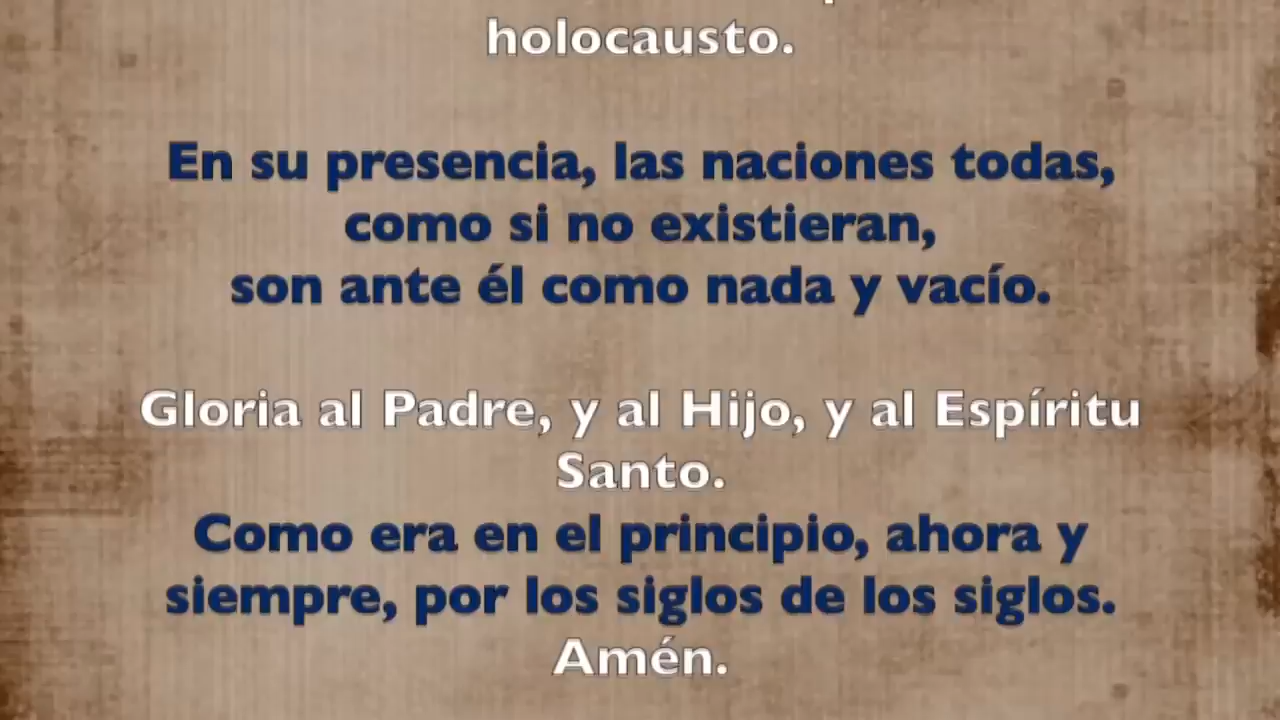 holocausto.
En su presencia, las naciones todas,
como si no existieran,
son ante él como nada y vacío.
Gloria al Padre, y al Hijo, y al Espíritu
Santo.
Como era en el principio, ahora y
siempre, por los siglos de los siglos.
Amén.